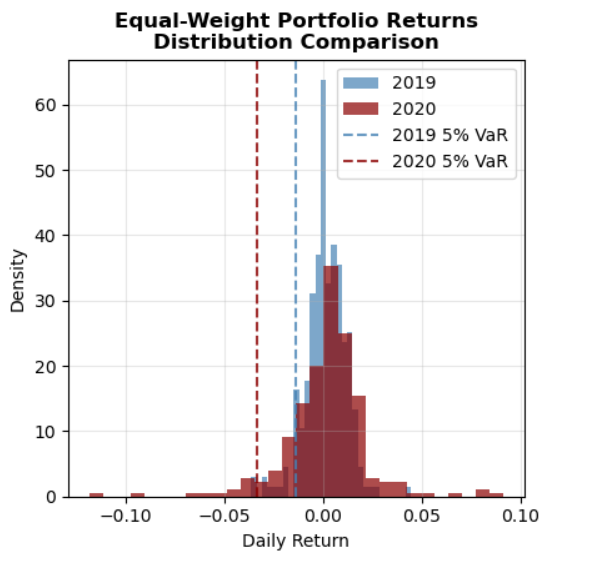 Equal-Weight Portfolio Returns
Distribution Comparison
2019
2020
2019 5% VaR
2020 5% VaR
Density
60
50
40
30
20
10
0
−0.10
−0.05
0.00
0.05
0.10
Daily Return